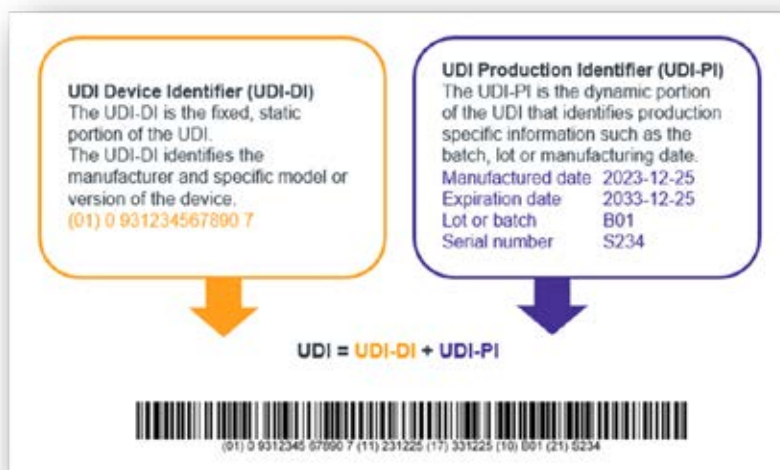 UDI Device Identifier (UDI-DI)
The UDI-DI is the fixed, static
portion of the UDI.
The UDI-DI identifies the
manufacturer and specific model or
version of the device.
(01) 0 931234567890 7
UDI Production Identifier (UDI-PI)
The UDI-PI is the dynamic portion
of the UDI that identifies production
specific information such as the
batch, lot or manufacturing date.
Manufactured date 2023-12-25
Expiration date 2033-12-25
Lot or batch B01
Serial number S234
UDI = UDI-DI + UDI-PI
(01) 0 9312345 67890 7 (11) 231225 (17) 331225 (10) B01 (21) S234